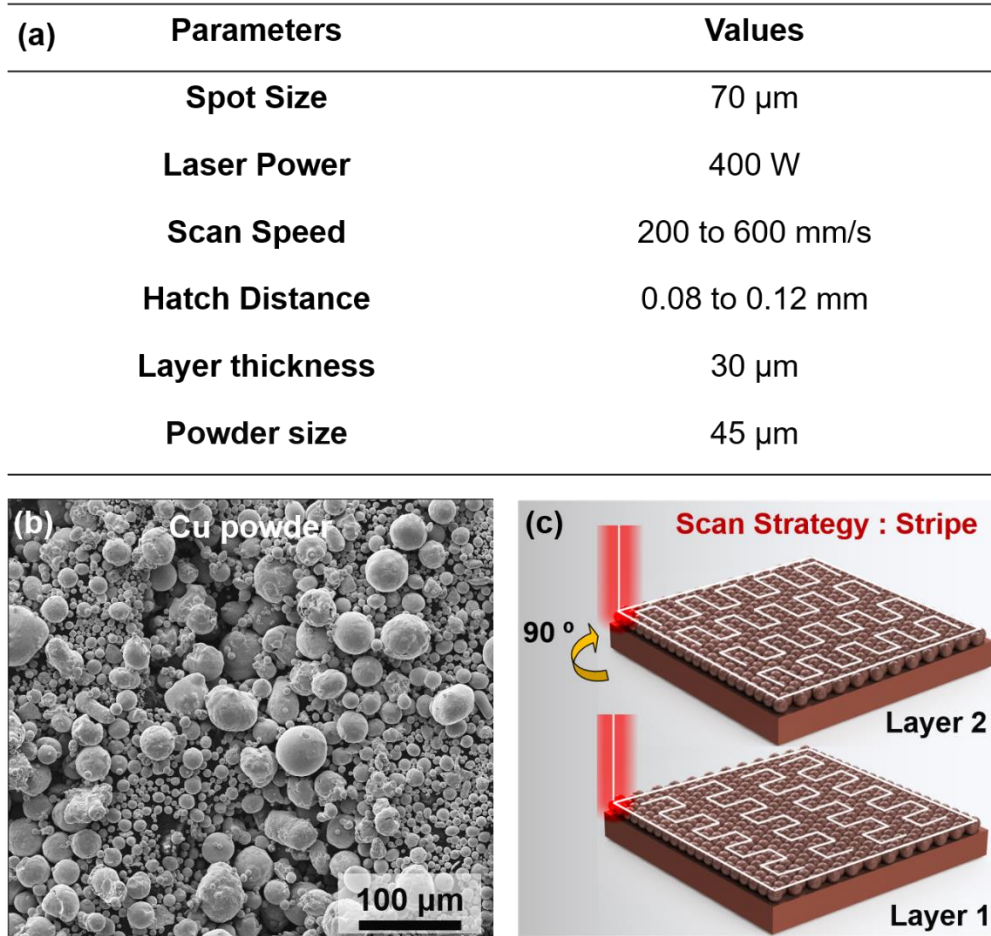 (a) Parameters Values
Spot Size 70 µm
Laser Power 400 W
Scan Speed 200 to 600 mm/s
Hatch Distance 0.08 to 0.12 mm
Layer thickness 30 µm
Powder size 45 µm
(b) Cu powder
100 µm
(c) Scan Strategy : Stripe
90 º
Layer 2
Layer 1